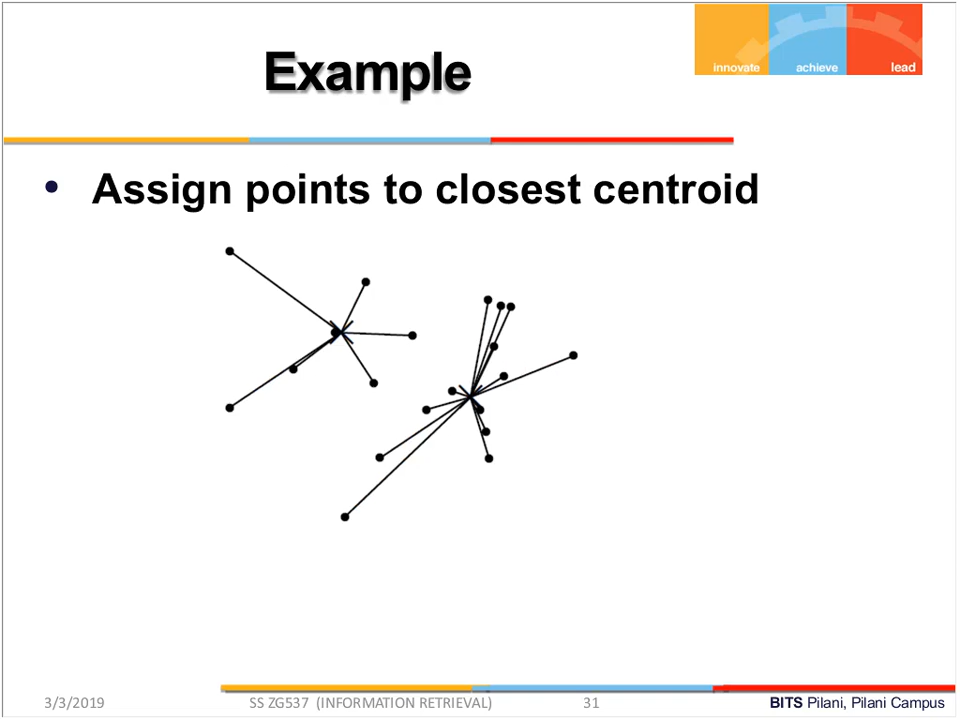 innovate achieve lead
Example
• Assign points to closest centroid
3/3/2019 SS ZG537 (INFORMATION RETRIEVAL) 31 BITS Pilani, Pilani Campus